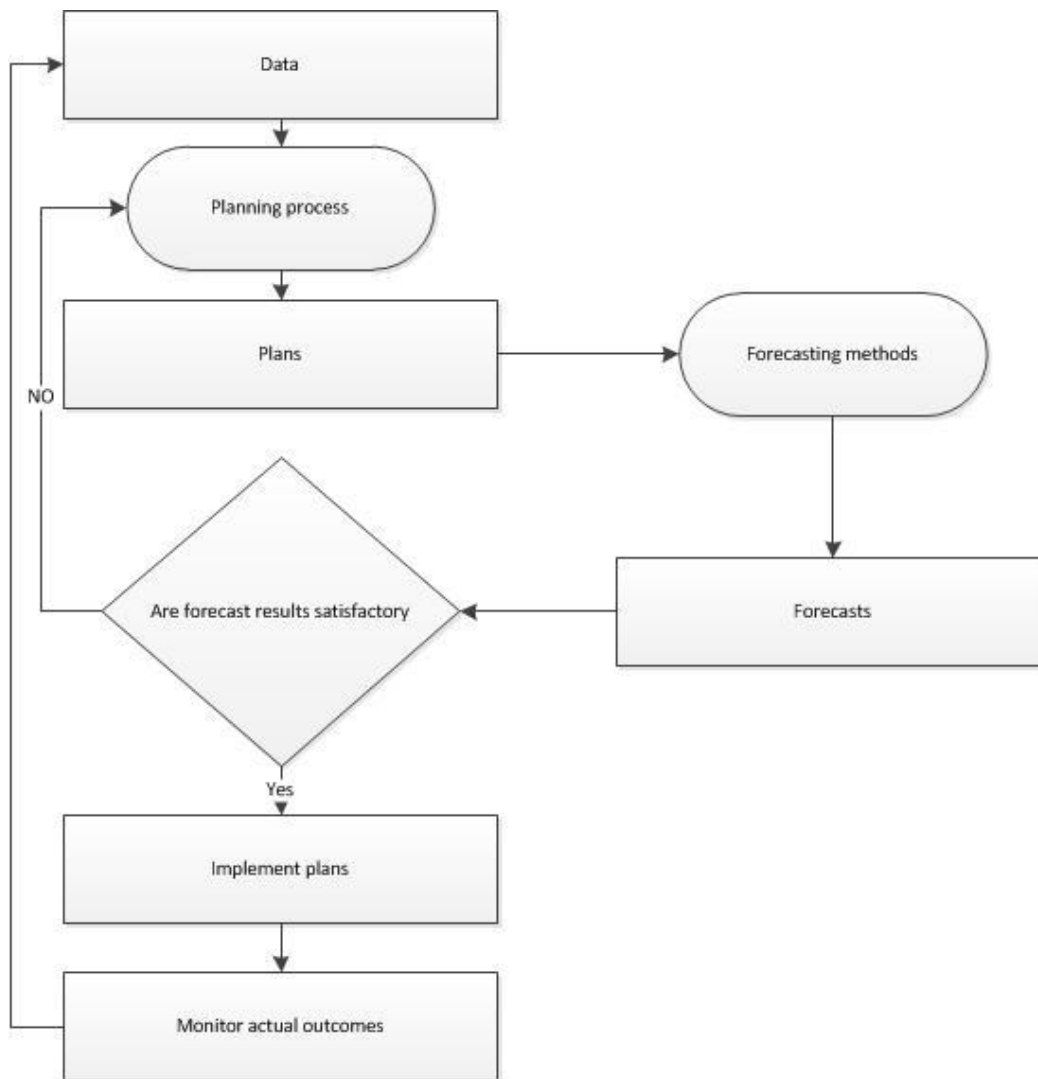 Data
Planning process
Plans
Forecasting methods
NO
Are forecast results satisfactory
Forecasts
Yes
Implement plans
Monitor actual outcomes